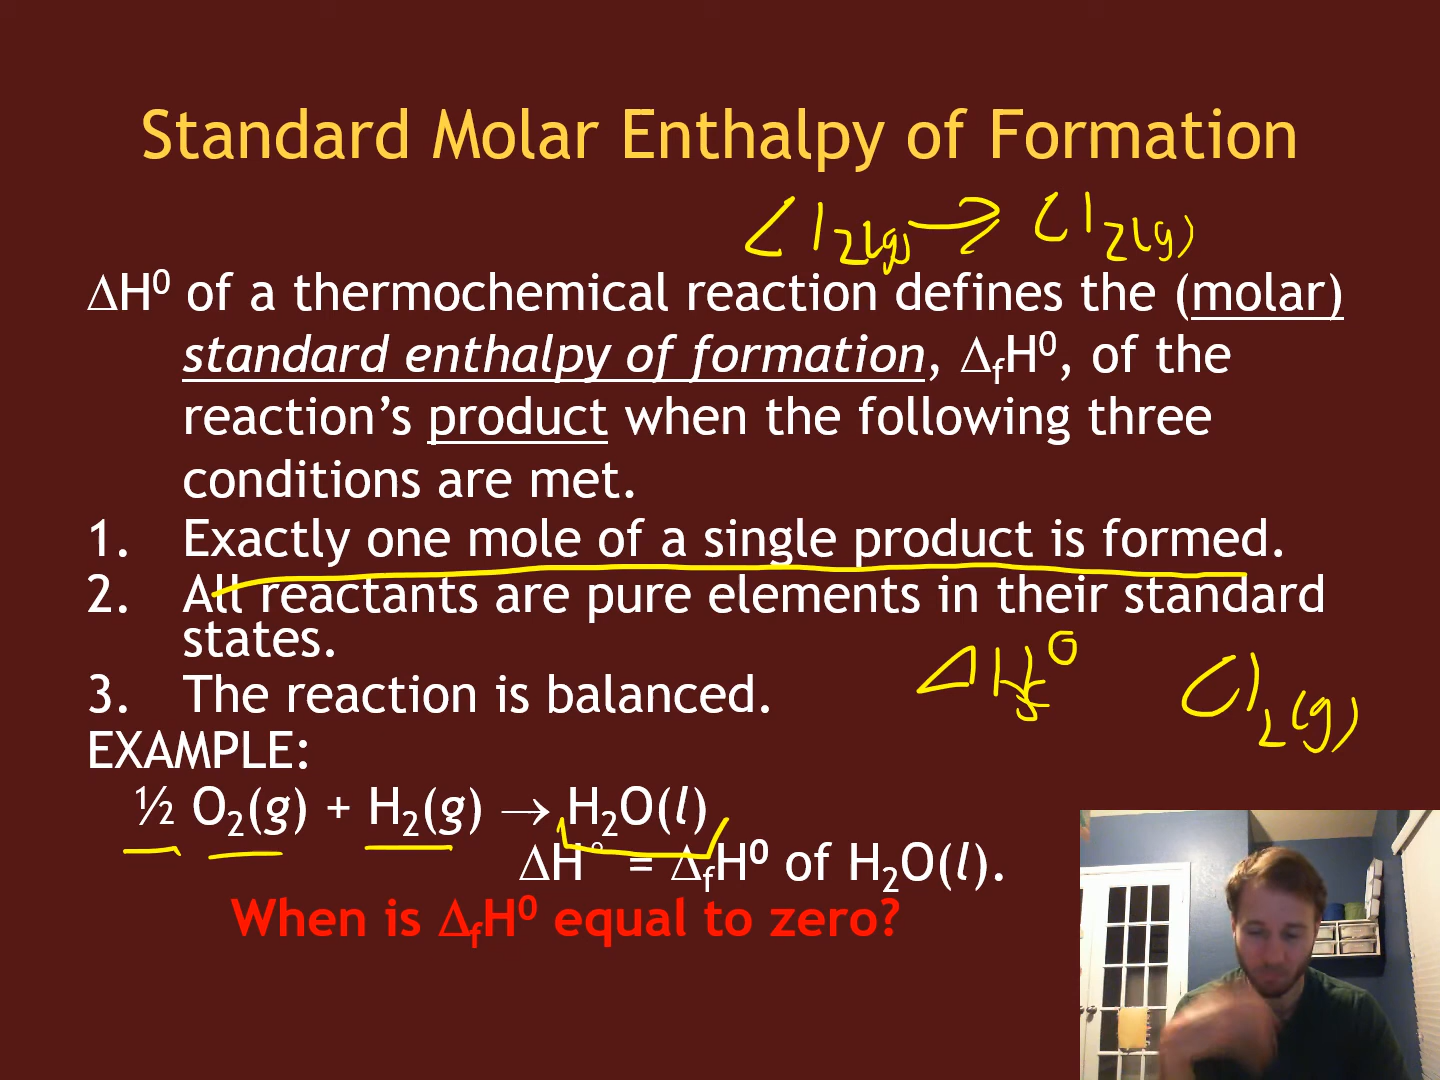 Standard Molar Enthalpy of Formation
Cl₂(g) → Cl₂(g)
ΔH⁰ of a thermochemical reaction defines the (molar)
standard enthalpy of formation, ΔfH⁰, of the
reaction’s product when the following three
conditions are met.
1. Exactly one mole of a single product is formed.
2. All reactants are pure elements in their standard
states.
3. The reaction is balanced.
ΔHf⁰ Cl₂(g)
EXAMPLE:
½ O₂(g) + H₂(g) → H₂O(l)
ΔH° = ΔfH⁰ of H₂O(l).
When is ΔfH⁰ equal to zero?